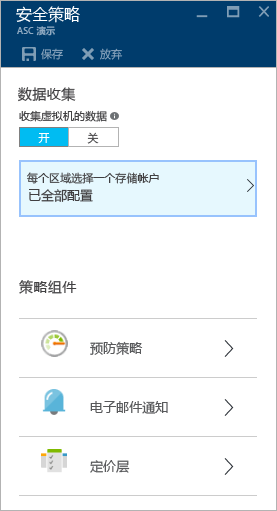 安全策略
ASC 演示
保存 放弃
数据收集
收集虚拟机的数据
开 关
每个区域选择一个存储帐户
已全部配置
策略组件
预防策略
电子邮件通知
定价层